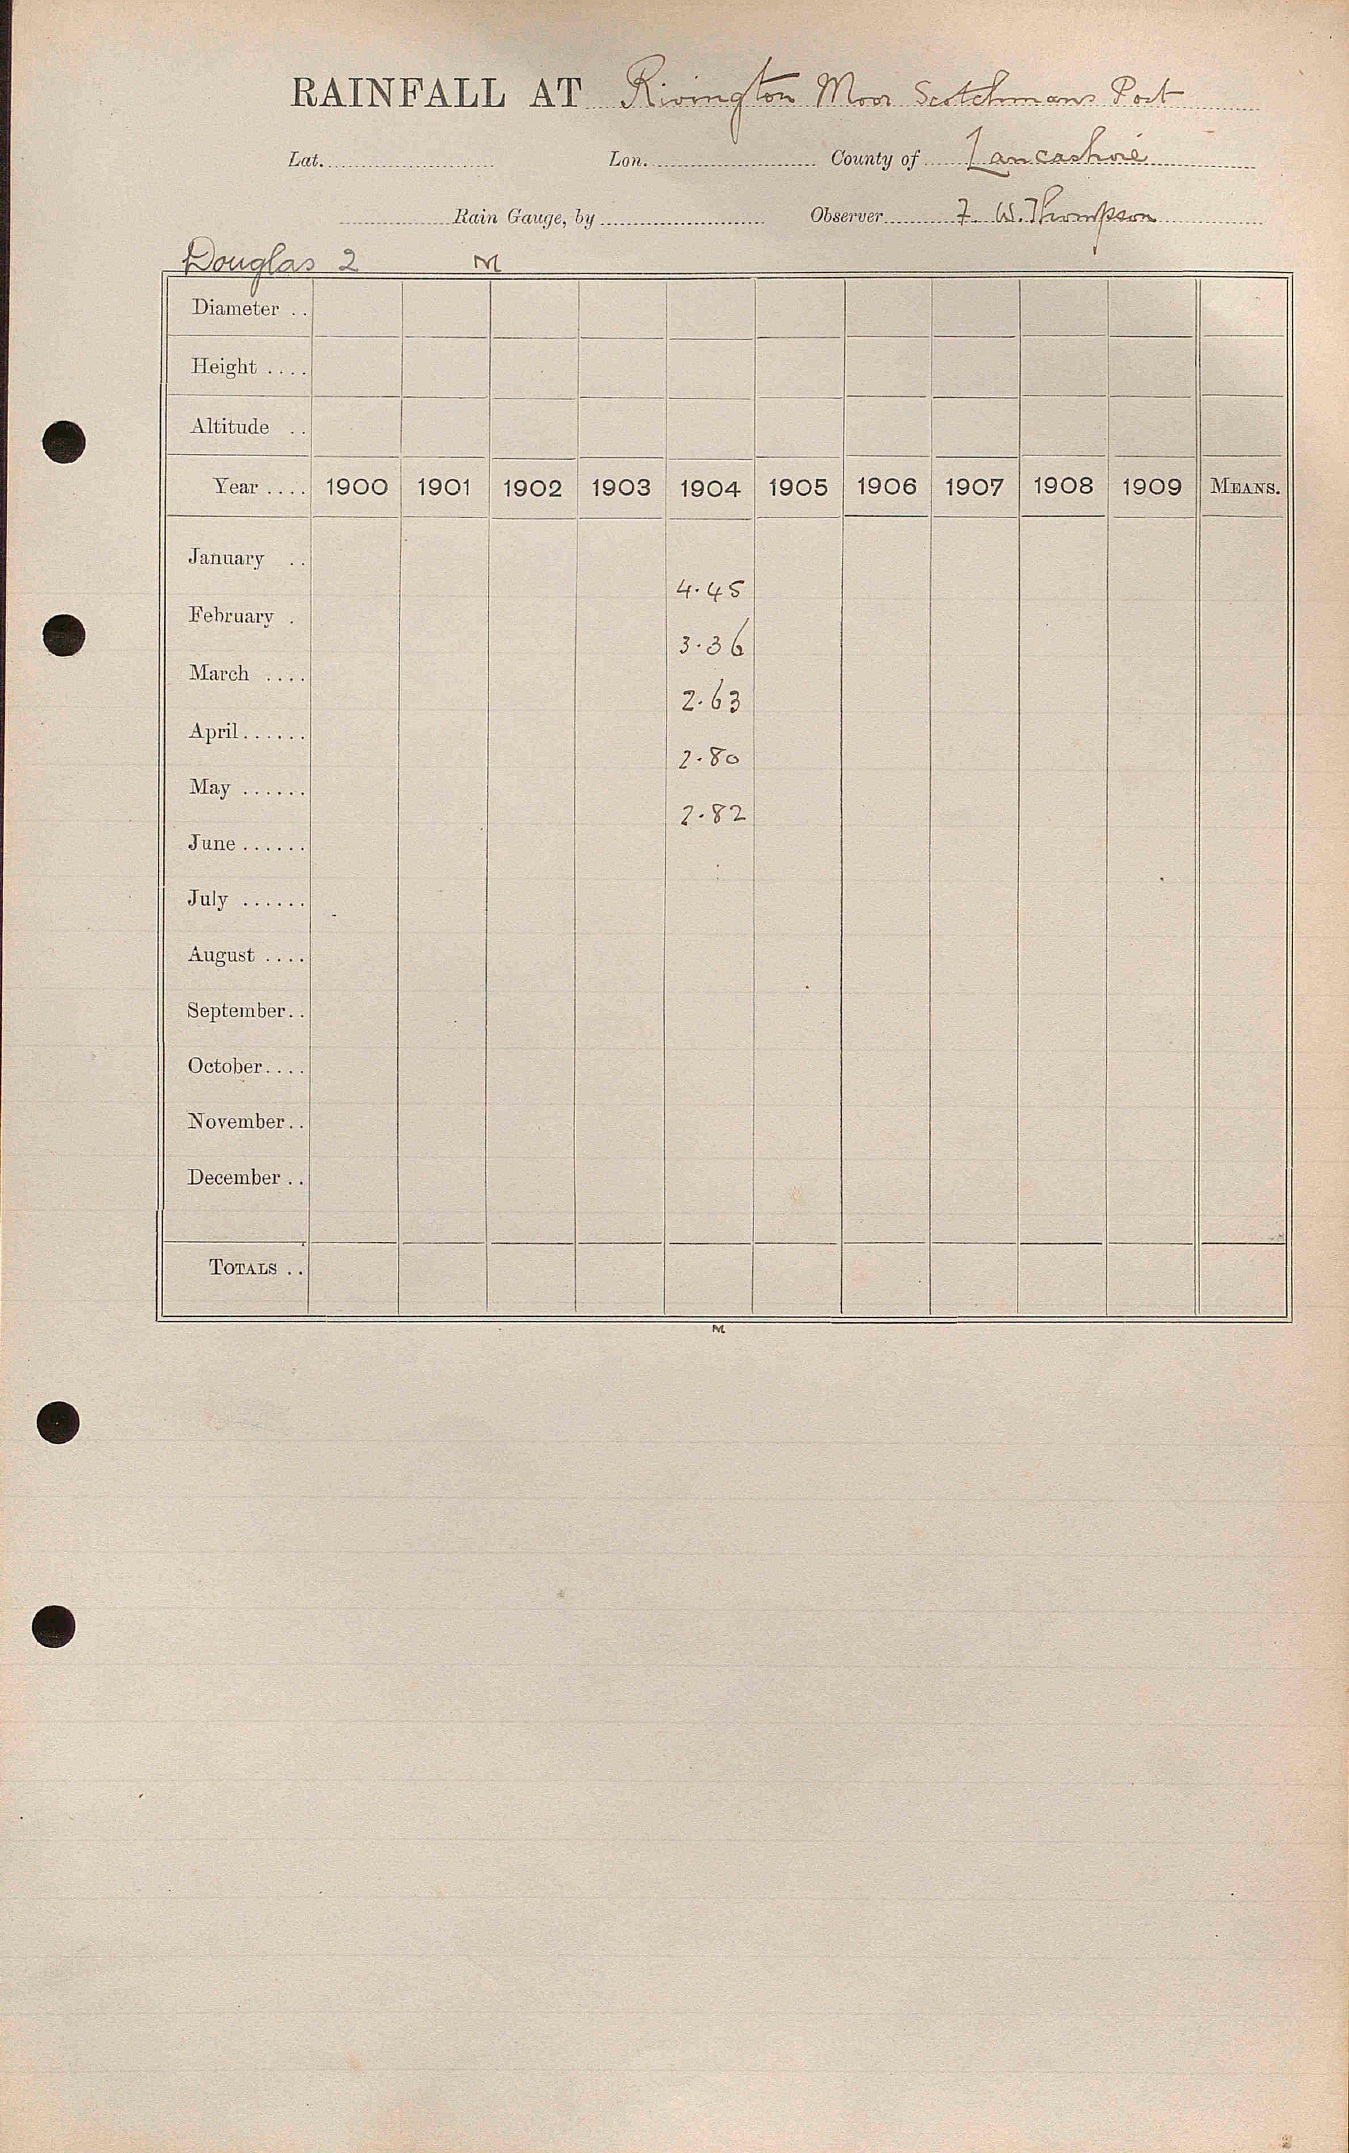 RAINFALL AT Rivington Moor Scotchmans Post
Lat. Lon. County of Lancashire
Rain Gauge, by Observer F. W. Thompson
Douglas 2 M
Diameter ..
Height ....
Altitude ..
Year .... 1900 1901 1902 1903 1904 1905 1906 1907 1908 1909 MEANS.
January ..
4.45
February .
3.36
March ....
2.63
April......
2.80
May ......
2.82
June ......
July ......
August ....
September..
October....
November..
December ..
TOTALS ..
M